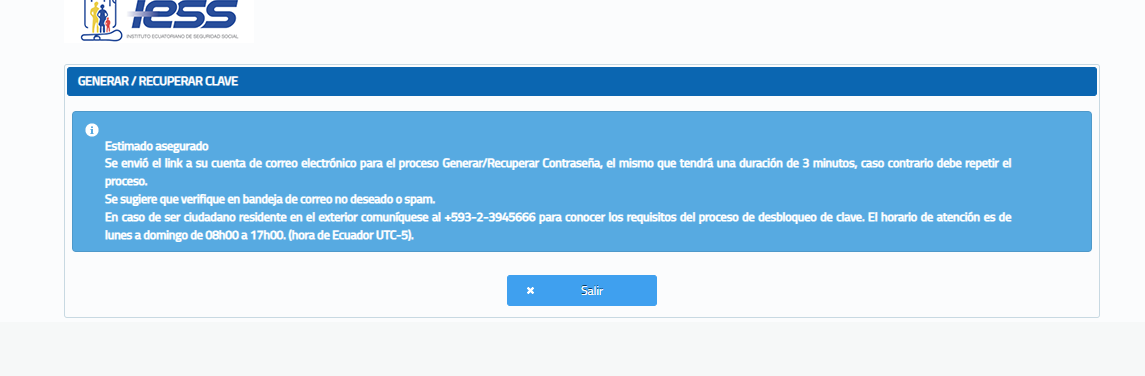 IESS
INSTITUTO ECUATORIANO DE SEGURIDAD SOCIAL
GENERAR / RECUPERAR CLAVE
Estimado asegurado
Se envió el link a su cuenta de correo electrónico para el proceso Generar/Recuperar Contraseña, el mismo que tendrá una duración de 3 minutos, caso contrario debe repetir el
proceso.
Se sugiere que verifique en bandeja de correo no deseado o spam.
En caso de ser ciudadano residente en el exterior comuníquese al +593-2-3945666 para conocer los requisitos del proceso de desbloqueo de clave. El horario de atención es de
lunes a domingo de 08h00 a 17h00. (hora de Ecuador UTC-5).
Salir